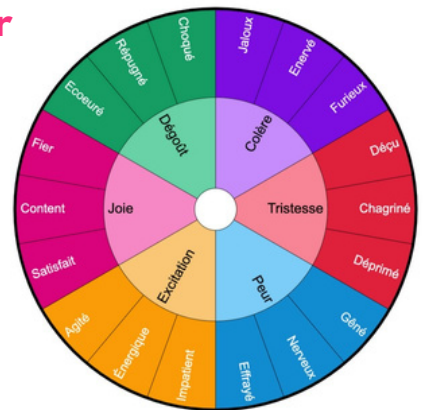 r
Jaloux
Enervé
Furieux
Colère
Déçu
Chagriné
Déprimé
Tristesse
Gêné
Nerveux
Effrayé
Peur
Impatient
Énergique
Agité
Excitation
Satisfait
Content
Fier
Joie
Ecoeuré
Répugné
Choqué
Dégoût